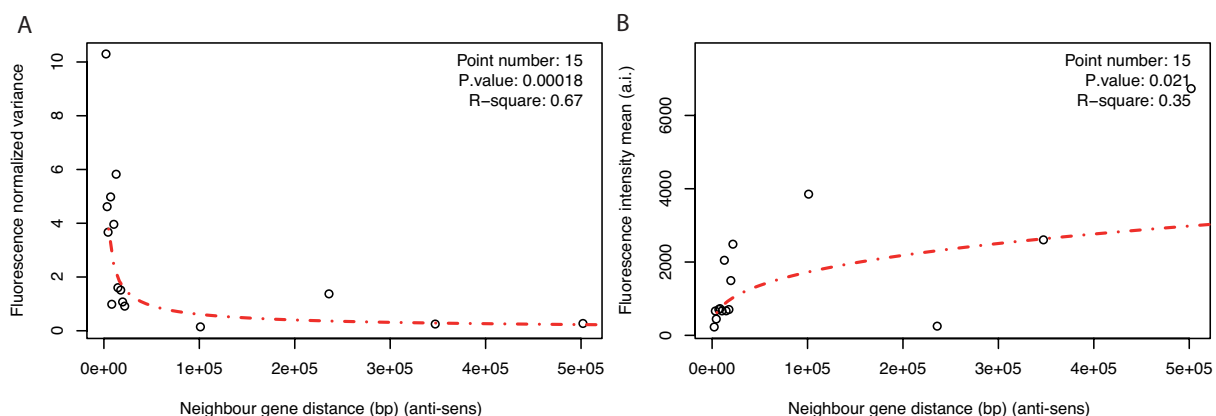 A
Point number: 15
P.value: 0.00018
R−square: 0.67
Fluorescence normalized variance
10
8
6
4
2
0
0e+00 1e+05 2e+05 3e+05 4e+05 5e+05
Neighbour gene distance (bp) (anti-sens)
B
Point number: 15
P.value: 0.021
R−square: 0.35
Fluorescence intensity mean (a.i.)
6000
4000
2000
0
0e+00 1e+05 2e+05 3e+05 4e+05 5e+05
Neighbour gene distance (bp) (anti-sens)